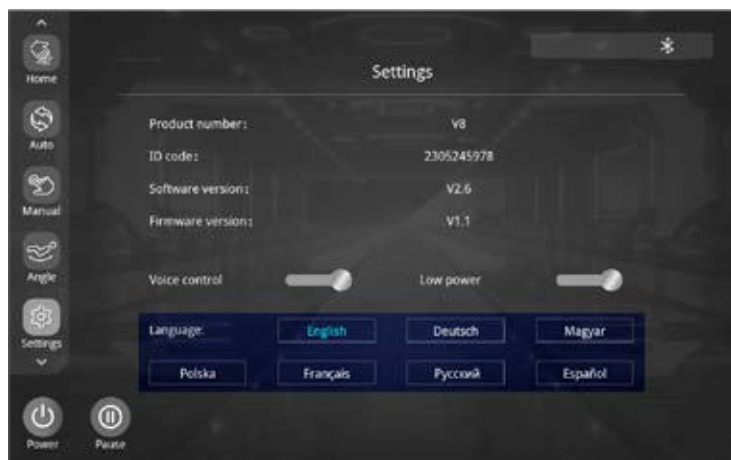 Home
Auto
Manual
Angle
Settings
Power
Pause
Settings
Product number: V8
ID code: 2305245978
Software version: V2.6
Firmware version: V1.1
Voice control Low power
Language: English Deutsch Magyar
Polska Français Русский Español